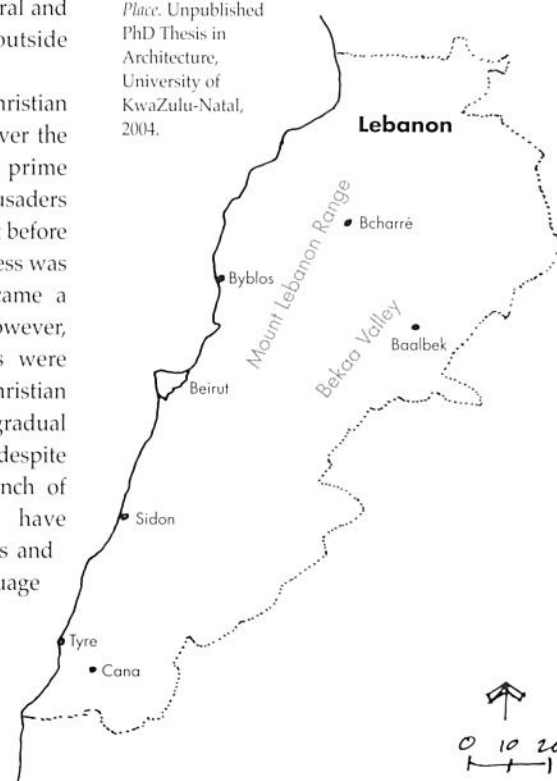 ral and
outside
hristian
ver the
prime
usaders
before
ess was
came a
owever,
s were
hristian
gradual
despite
nch of
have
s and
uage
Place. Unpublished
PhD Thesis in
Architecture,
University of
KwaZulu-Natal,
2004.
Lebanon
Mount Lebanon Range
Bcharré
Byblos
Bekaa Valley
Baalbek
Beirut
Sidon
Tyre
Cana
0 10 20